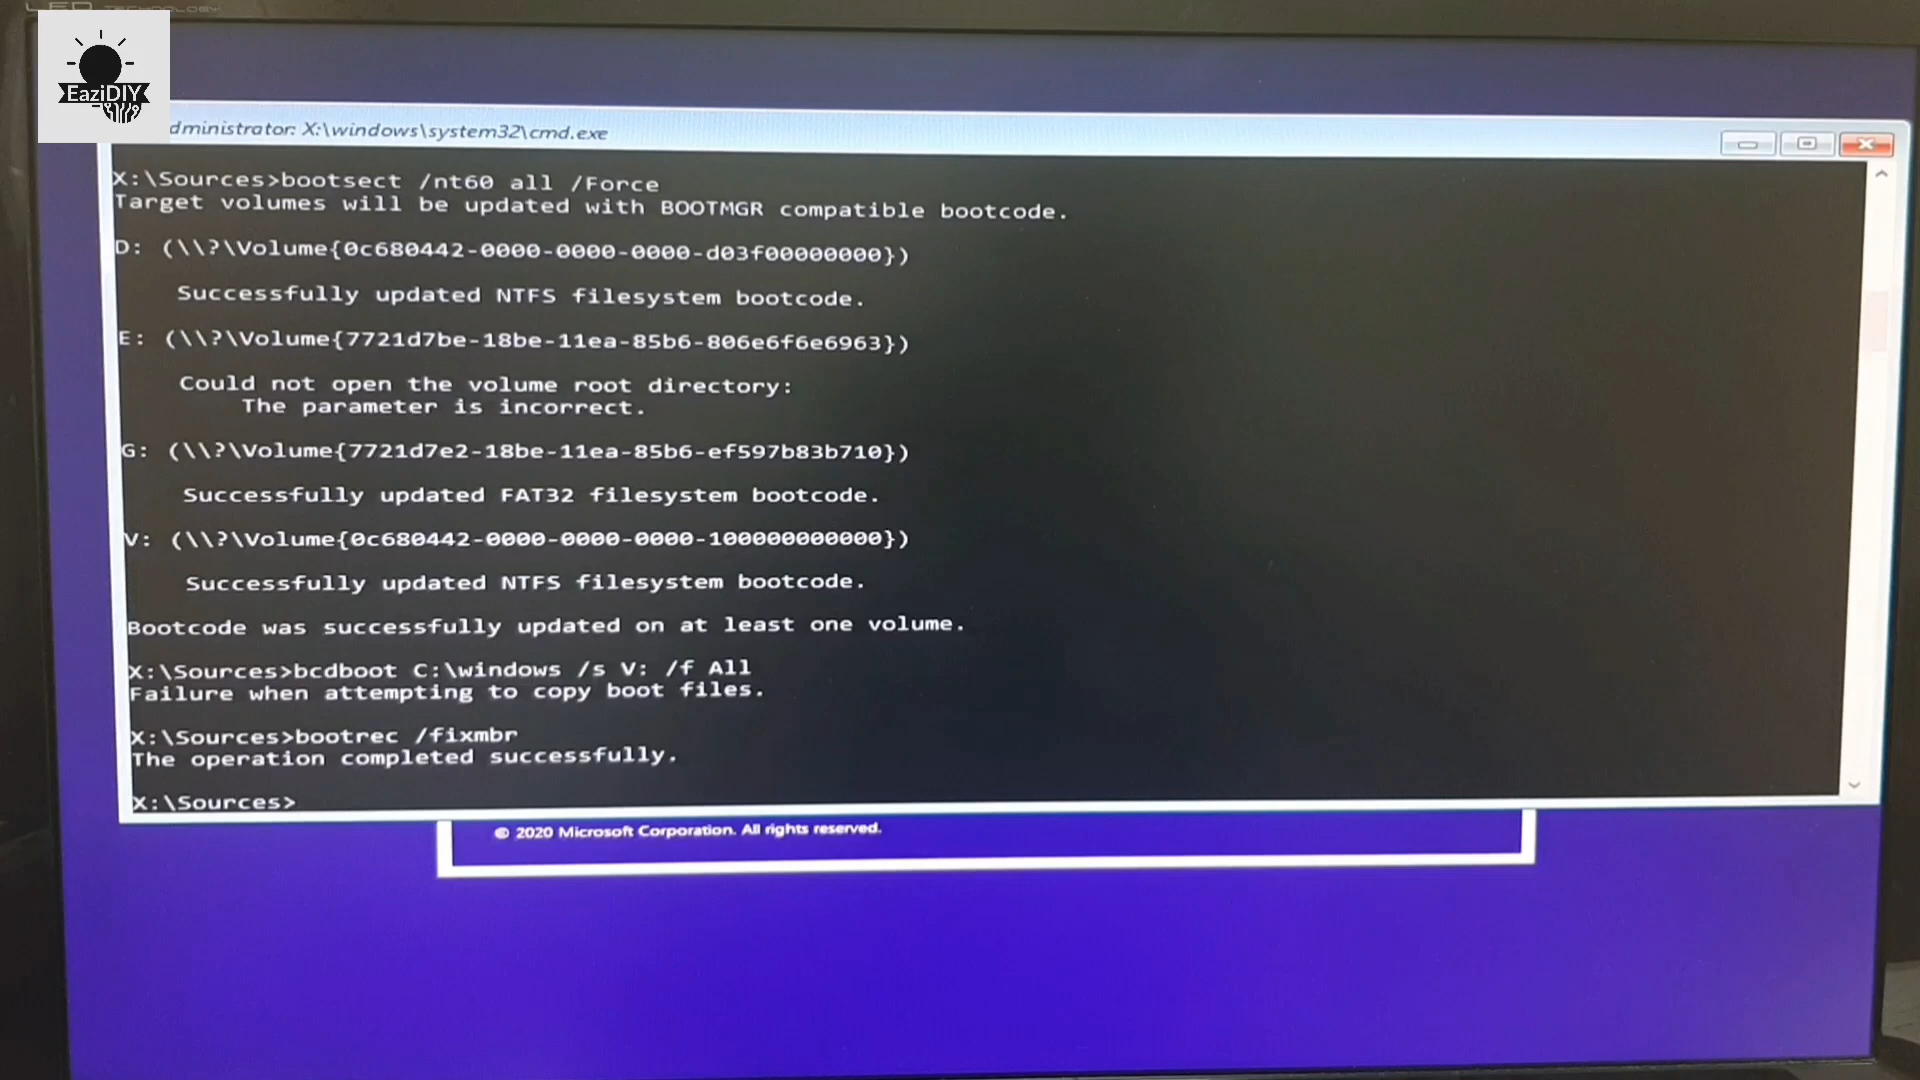 LED TECHNOLOGY
EaziDIY
dministrator: X:\windows\system32\cmd.exe
X:\Sources>bootsect /nt60 all /Force
Target volumes will be updated with BOOTMGR compatible bootcode.
D: (\\?\Volume{0c680442-0000-0000-0000-d03f00000000})
Successfully updated NTFS filesystem bootcode.
E: (\\?\Volume{7721d7be-18be-11ea-85b6-806e6f6e6963})
Could not open the volume root directory:
The parameter is incorrect.
G: (\\?\Volume{7721d7e2-18be-11ea-85b6-ef597b83b710})
Successfully updated FAT32 filesystem bootcode.
V: (\\?\Volume{0c680442-0000-0000-0000-100000000000})
Successfully updated NTFS filesystem bootcode.
Bootcode was successfully updated on at least one volume.
X:\Sources>bcdboot C:\windows /s V: /f All
Failure when attempting to copy boot files.
X:\Sources>bootrec /fixmbr
The operation completed successfully.
X:\Sources>
© 2020 Microsoft Corporation. All rights reserved.